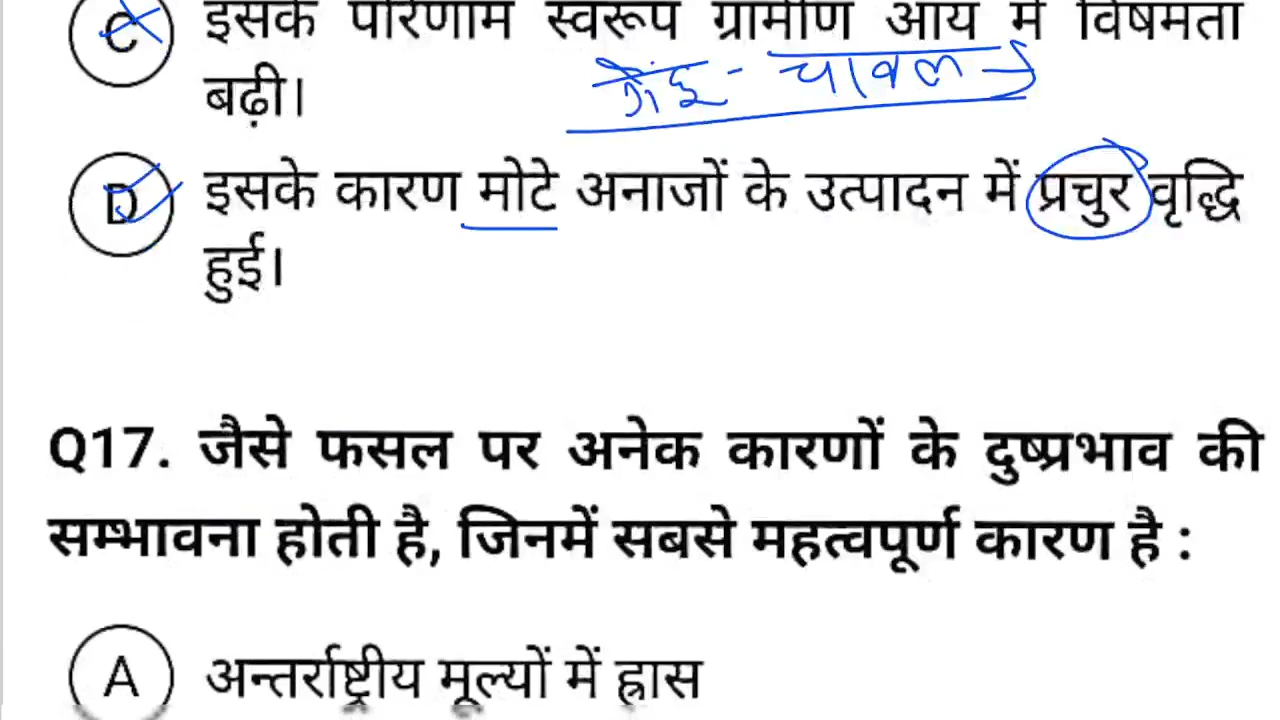 C इसके परिणाम स्वरूप ग्रामीण आय में विषमता
गेहूं - चावल
बढ़ी।
D इसके कारण मोटे अनाजों के उत्पादन में प्रचुर वृद्धि
हुई।
Q17. जैसे फसल पर अनेक कारणों के दुष्प्रभाव की
सम्भावना होती है, जिनमें सबसे महत्वपूर्ण कारण है :
A अन्तर्राष्ट्रीय मूल्यों में ह्रास